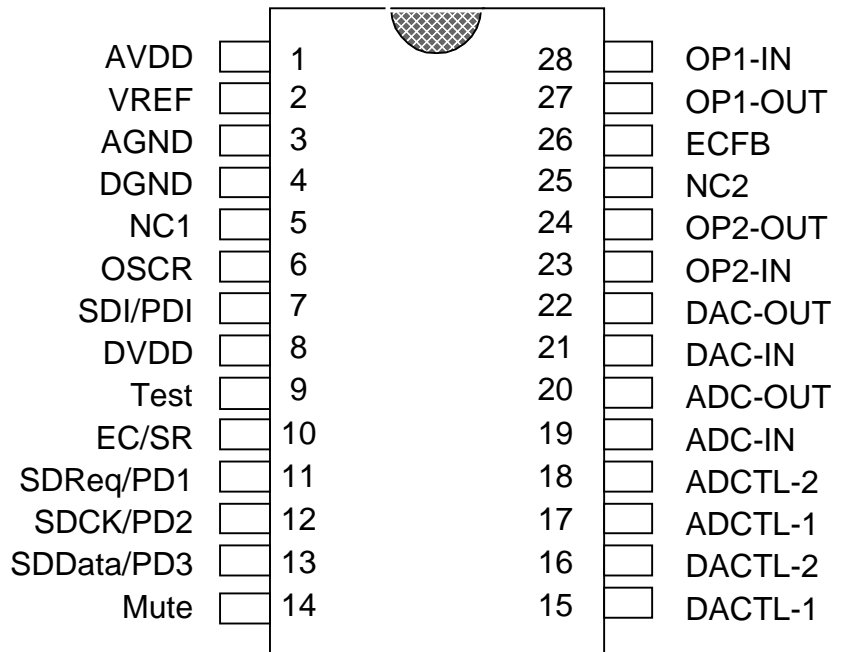 AVDD 1 28 OP1-IN
VREF 2 27 OP1-OUT
AGND 3 26 ECFB
DGND 4 25 NC2
NC1 5 24 OP2-OUT
OSCR 6 23 OP2-IN
SDI/PDI 7 22 DAC-OUT
DVDD 8 21 DAC-IN
Test 9 20 ADC-OUT
EC/SR 10 19 ADC-IN
SDReq/PD1 11 18 ADCTL-2
SDCK/PD2 12 17 ADCTL-1
SDData/PD3 13 16 DACTL-2
Mute 14 15 DACTL-1